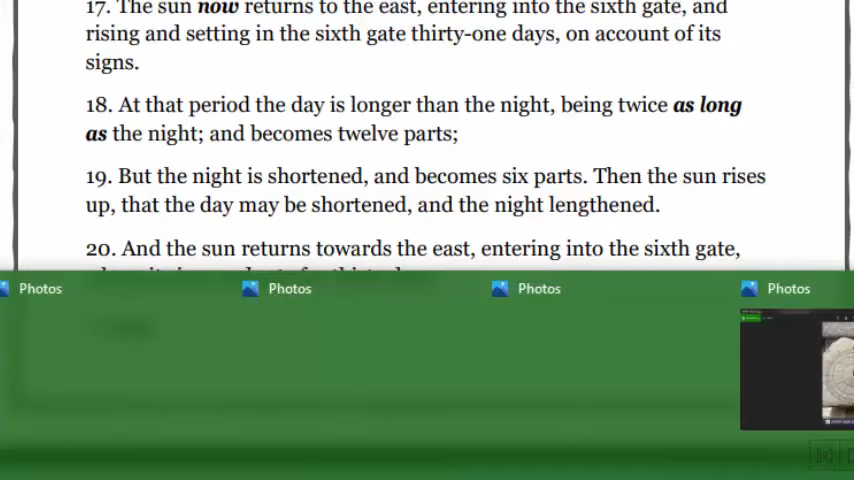 17. The sun now returns to the east, entering into the sixth gate, and
rising and setting in the sixth gate thirty-one days, on account of its
signs.
18. At that period the day is longer than the night, being twice as long
as the night; and becomes twelve parts;
19. But the night is shortened, and becomes six parts. Then the sun rises
up, that the day may be shortened, and the night lengthened.
20. And the sun returns towards the east, entering into the sixth gate,
Photos
Photos
Photos
Photos